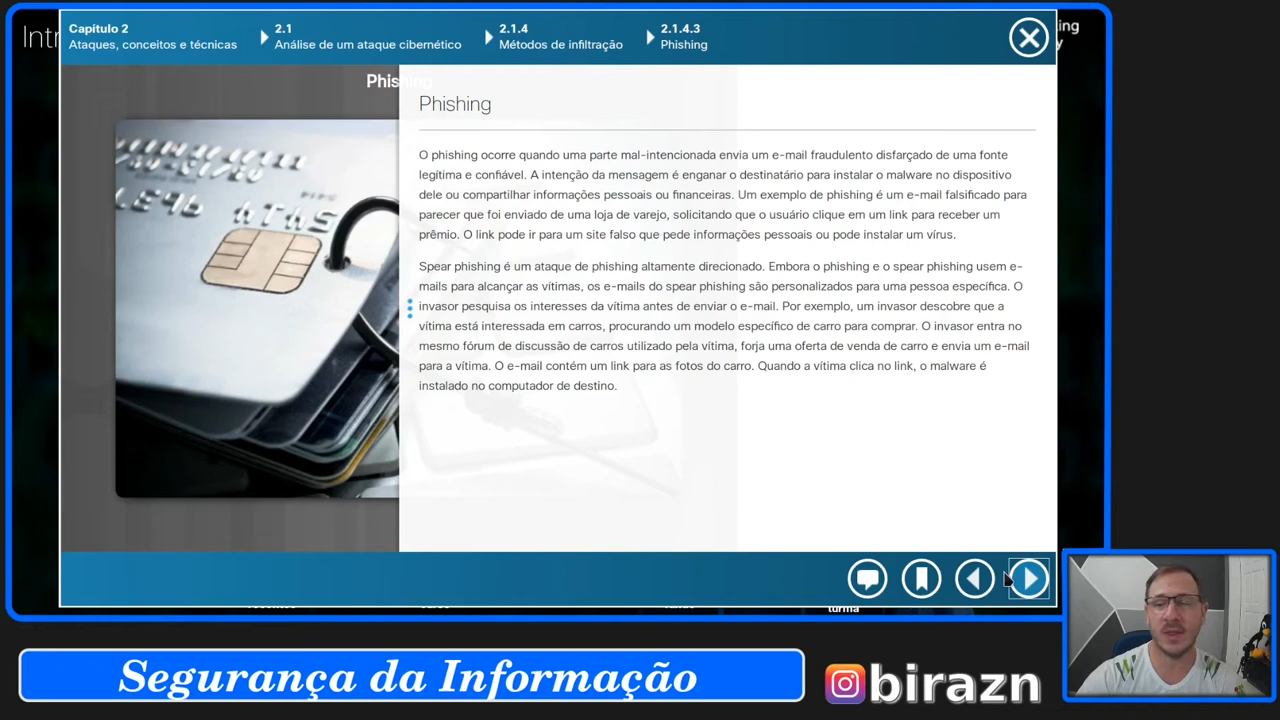 Intr
king
y
Capítulo 2
Ataques, conceitos e técnicas
2.1
Análise de um ataque cibernético
2.1.4
Métodos de infiltração
2.1.4.3
Phishing
Phishing
Phishing
O phishing ocorre quando uma parte mal-intencionada envia um e-mail fraudulento disfarçado de uma fonte
legítima e confiável. A intenção da mensagem é enganar o destinatário para instalar o malware no dispositivo
dele ou compartilhar informações pessoais ou financeiras. Um exemplo de phishing é um e-mail falsificado para
parecer que foi enviado de uma loja de varejo, solicitando que o usuário clique em um link para receber um
prêmio. O link pode ir para um site falso que pede informações pessoais ou pode instalar um vírus.
Spear phishing é um ataque de phishing altamente direcionado. Embora o phishing e o spear phishing usem e-
mails para alcançar as vítimas, os e-mails do spear phishing são personalizados para uma pessoa específica. O
invasor pesquisa os interesses da vítima antes de enviar o e-mail. Por exemplo, um invasor descobre que a
vítima está interessada em carros, procurando um modelo específico de carro para comprar. O invasor entra no
mesmo fórum de discussão de carros utilizado pela vítima, forja uma oferta de venda de carro e envia um e-mail
para a vítima. O e-mail contém um link para as fotos do carro. Quando a vítima clica no link, o malware é
instalado no computador de destino.
turma
Segurança da Informação
birazn